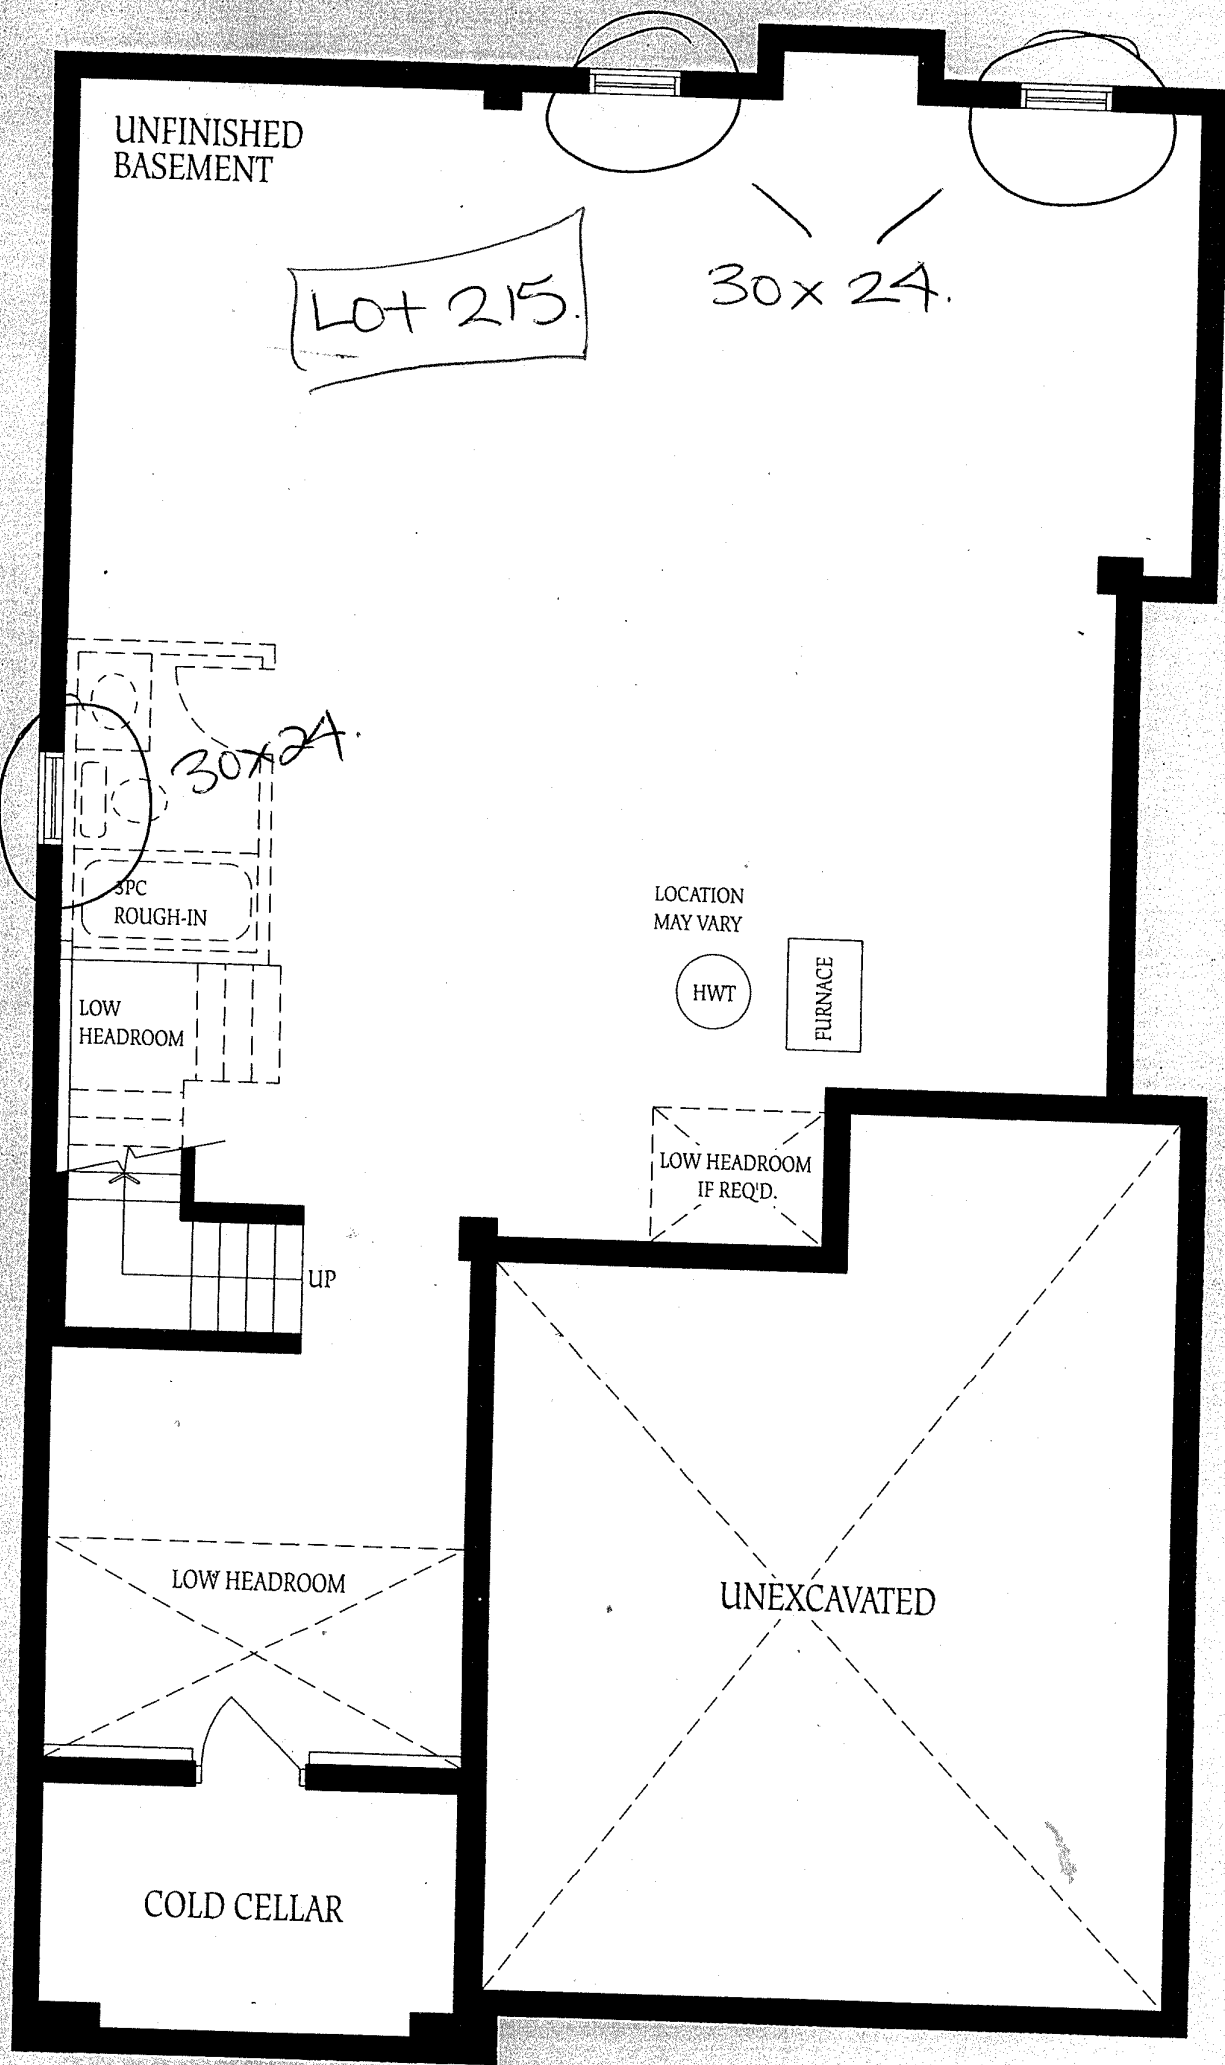 UNFINISHED
BASEMENT
Lot 215.
30 x 24.
30x24.
3PC
ROUGH-IN
LOCATION
MAY VARY
HWT
FURNACE
LOW
HEADROOM
LOW HEADROOM
IF REQ'D.
UP
LOW HEADROOM
UNEXCAVATED
COLD CELLAR